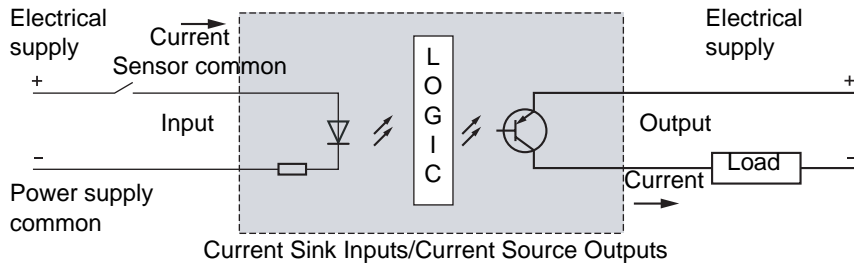 Electrical
supply
Current
Sensor common
+
Input
−
Power supply
common
L
O
G
I
C
Electrical
supply
+
Output
−
Load
Current
Current Sink Inputs/Current Source Outputs